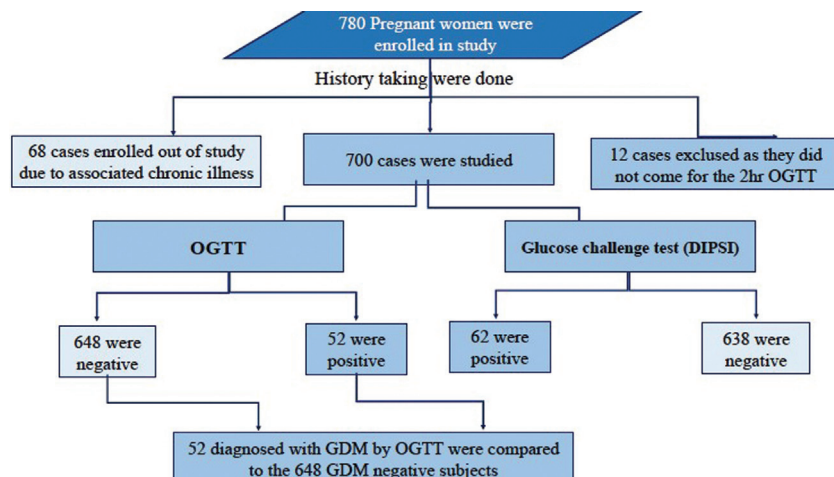 780 Pregnant women were
enrolled in study
History taking were done
68 cases enrolled out of study
due to associated chronic illness
700 cases were studied
12 cases exclused as they did
not come for the 2hr OGTT
OGTT
Glucose challenge test (DIPSI)
648 were
negative
52 were
positive
62 were
positive
638 were
negative
52 diagnosed with GDM by OGTT were compared
to the 648 GDM negative subjects